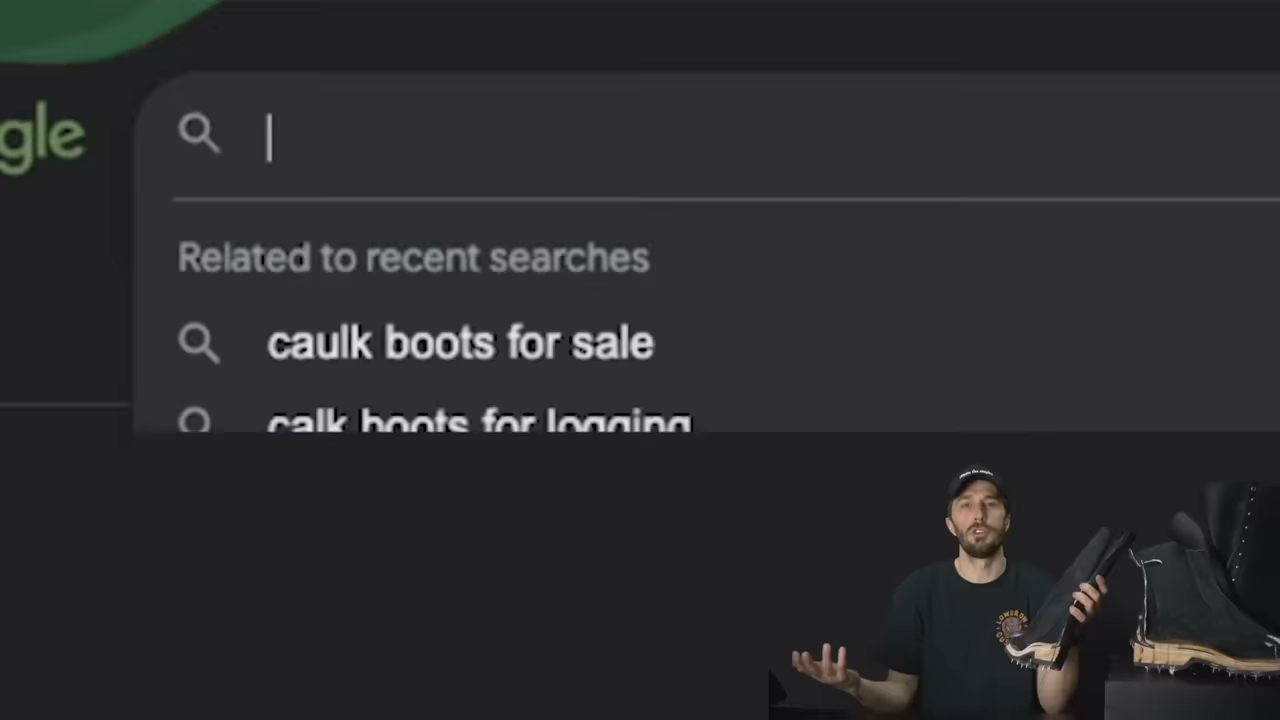 gle
Related to recent searches
caulk boots for sale
calk boots for logging